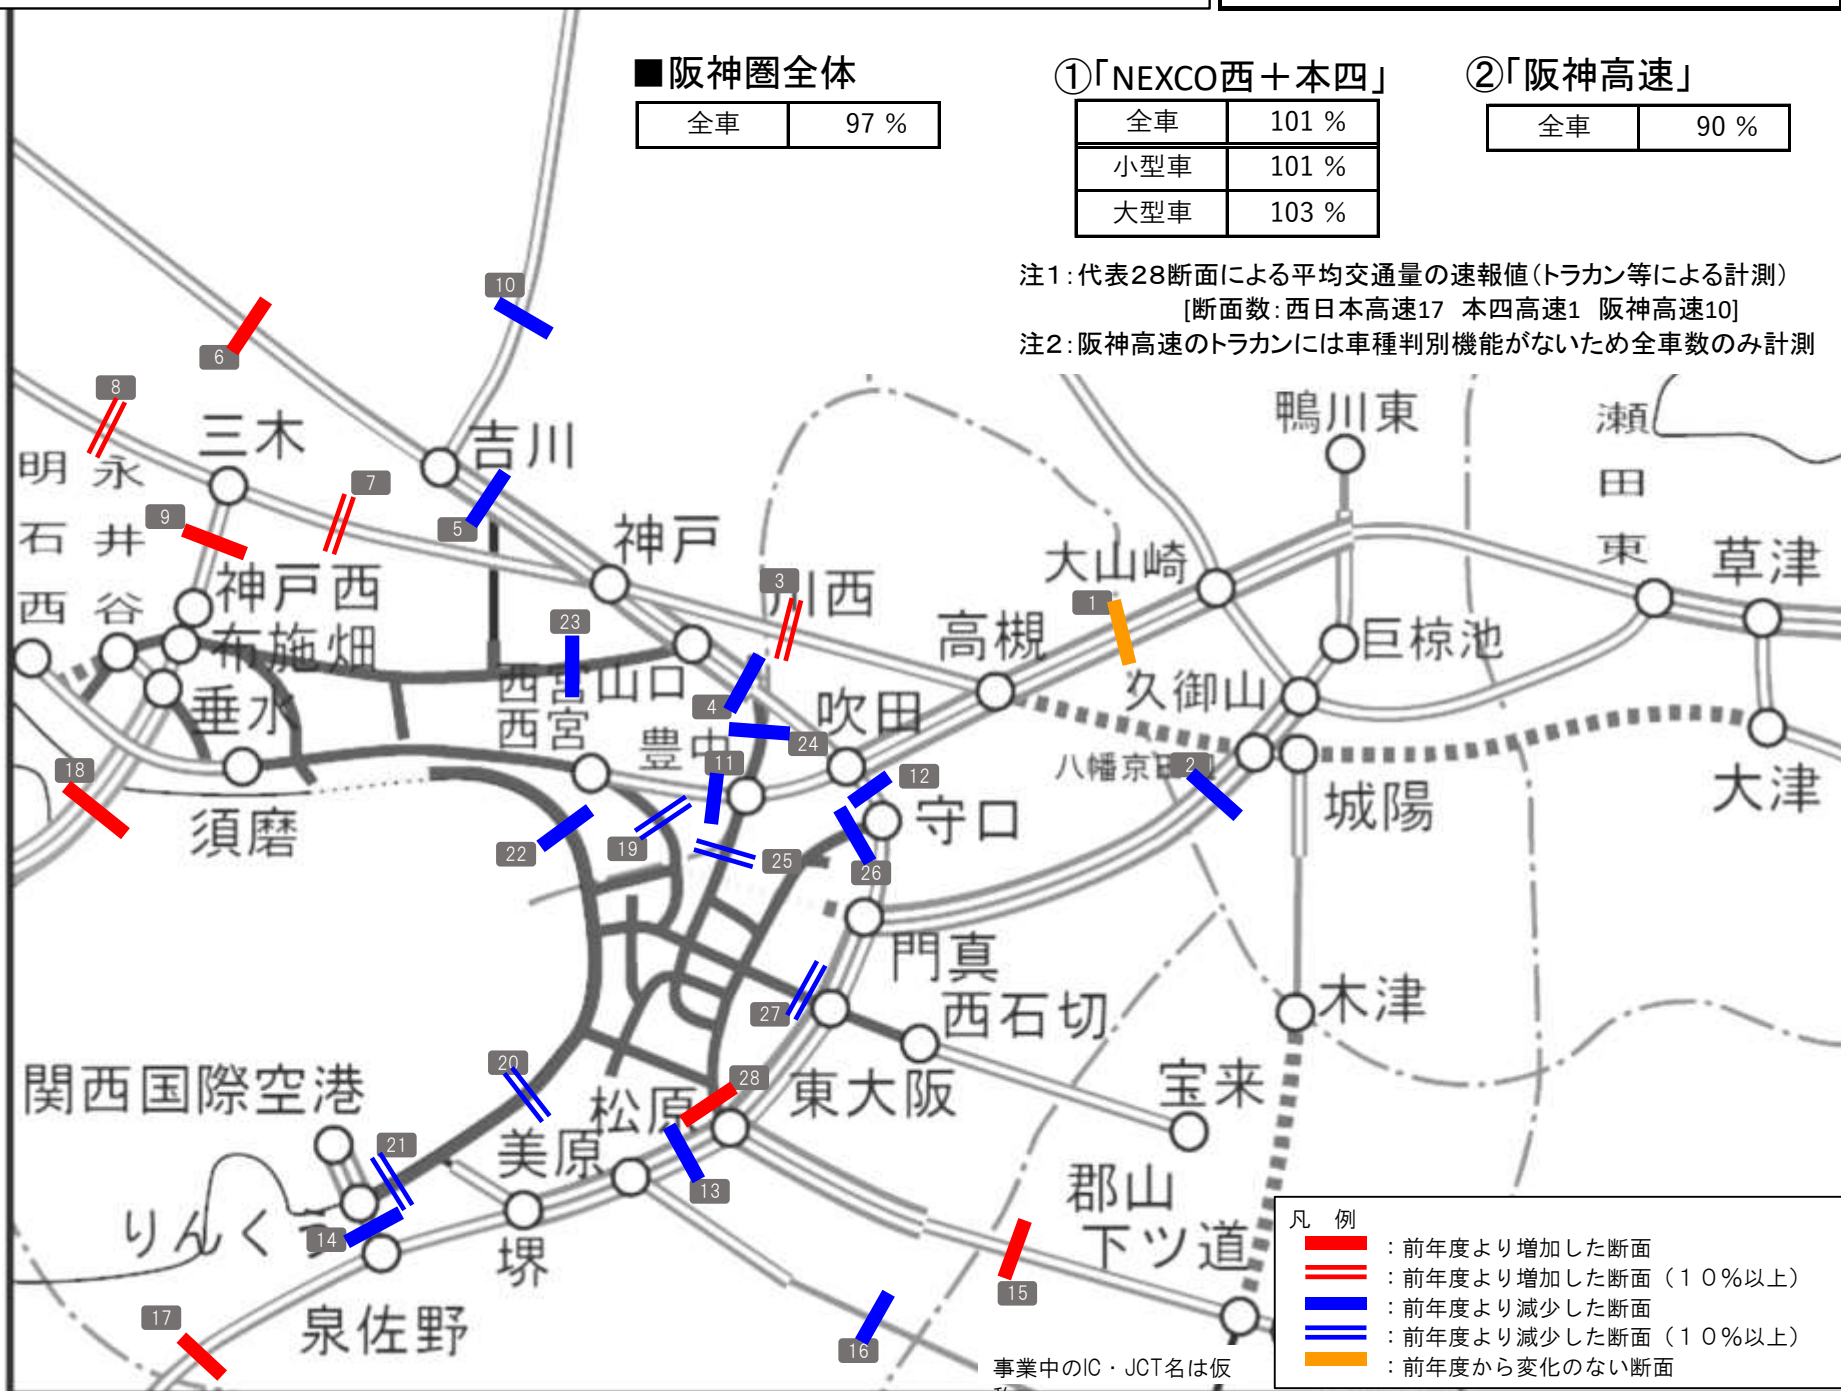 ■阪神圏全体
全車 97 %
①「NEXCO西＋本四」
全車 101 %
小型車 101 %
大型車 103 %
②「阪神高速」
全車 90 %
注1：代表28断面による平均交通量の速報値（トラカン等による計測）
[断面数：西日本高速17 本四高速1 阪神高速10]
注2：阪神高速のトラカンには車種判別機能がないため全車数のみ計測
10
6
8
三木
吉川
鴨川東
瀬田東
明石西
永井谷
7
9
5
神戸
大山崎
草津
神戸西
3
川西
1
高槻
23
布施畑
巨椋池
西宮山口
久御山
垂水
4
吹田
西宮
豊中
24
11
12
八幡京田辺
2
18
大津
須磨
守口
城陽
22
19
25
26
門真
27
西石切
木津
20
関西国際空港
松原
28
東大阪
宝来
21
美原
13
郡山下ツ道
りんくう
14
堺
15
17
泉佐野
16
事業中のIC・JCT名は仮
凡 例
：前年度より増加した断面
：前年度より増加した断面（１０％以上）
：前年度より減少した断面
：前年度より減少した断面（１０％以上）
：前年度から変化のない断面